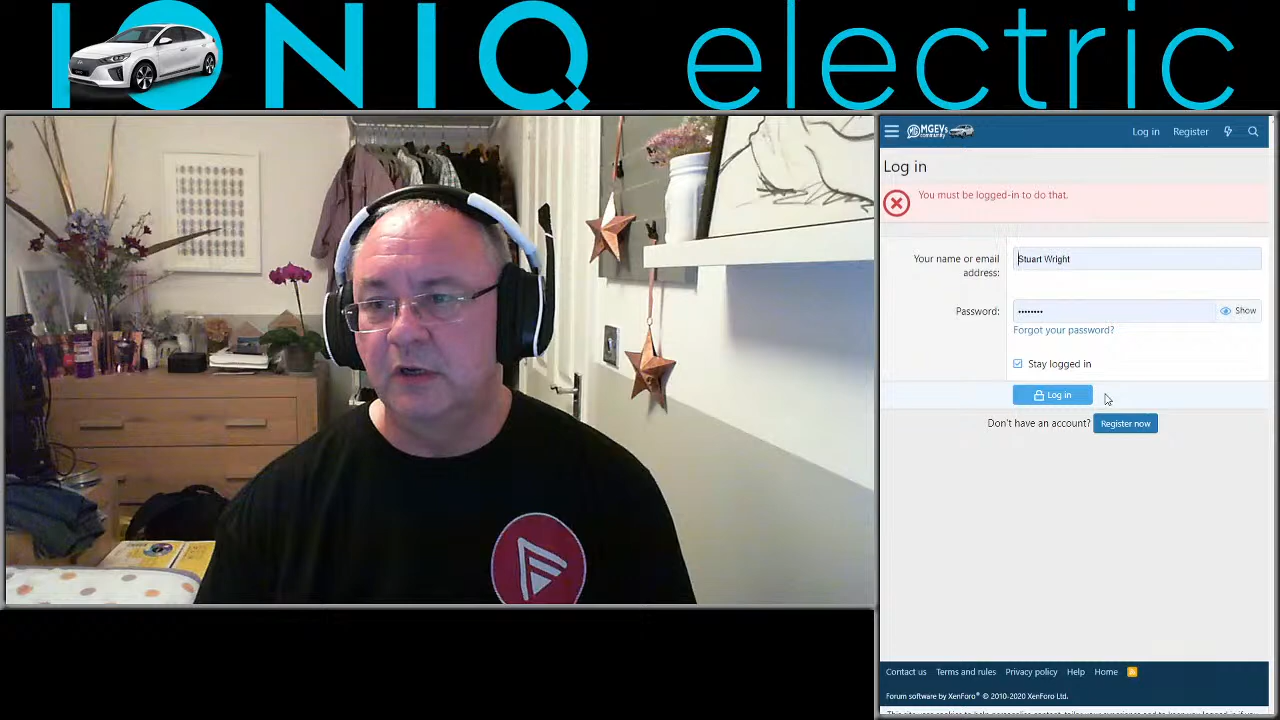 IONIQ electric
MGEVs
community
Log in
Register
Log in
You must be logged-in to do that.
Your name or email
address:
Stuart Wright
Password:
••••••••
Show
Forgot your password?
Stay logged in
Log in
Don't have an account?
Register now
Contact us
Terms and rules
Privacy policy
Help
Home
Forum software by XenForo® © 2010-2020 XenForo Ltd.